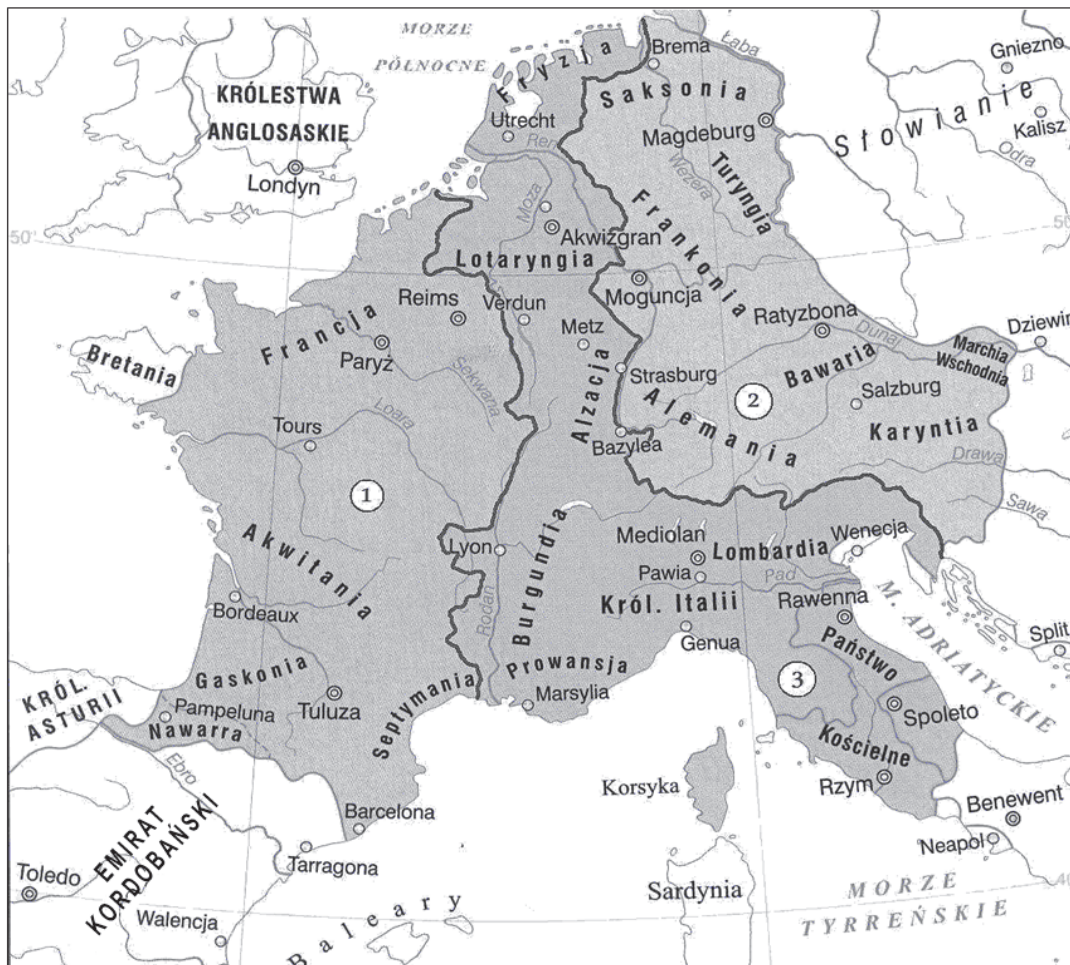 MORZE
PÓŁNOCNE
Fryzja
Brema
Łaba
Gniezno
KRÓLESTWA
ANGLOSASKIE
Saksonia
Słowianie
Kalisz
Utrecht
Magdeburg
Odra
Ren
Londyn
Wezera
Turyngia
Moza
50°
50
Akwizgran
Frankonia
Lotaryngia
Moguncja
Reims
Verdun
Ratyzbona
Dziewin
Francja
Metz
Dunaj
Marchia
Wschodnia
Paryż
Bretania
Sekwana
Strasburg
Bawaria
Salzburg
Alzacja
2
Alemania
Loara
Tours
Bazylea
Karyntia
Drawa
1
Sawa
Mediolan
Wenecja
Lyon
Burgundia
Lombardia
Akwitania
Pawia
Pad
Rodan
Król. Italii
Rawenna
Bordeaux
Genua
M. ADRIATYCKIE
Split
Państwo
Gaskonia
Prowansja
KRÓL.
ASTURII
Septymania
Marsylia
3
Pampeluna
Tuluza
Spoleto
Nawarra
Kościelne
Ebro
Korsyka
Rzym
Barcelona
Benewent
EMIRAT
KORDOBAŃSKI
Neapol
Tarragona
Toledo
Sardynia
MORZE
TYRREŃSKIE
40
Walencja
Baleary